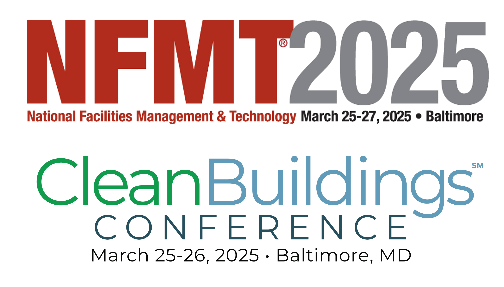 NFMT®2025
National Facilities Management & Technology March 25-27, 2025 • Baltimore
CleanBuildings℠
CONFERENCE
March 25-26, 2025 • Baltimore, MD